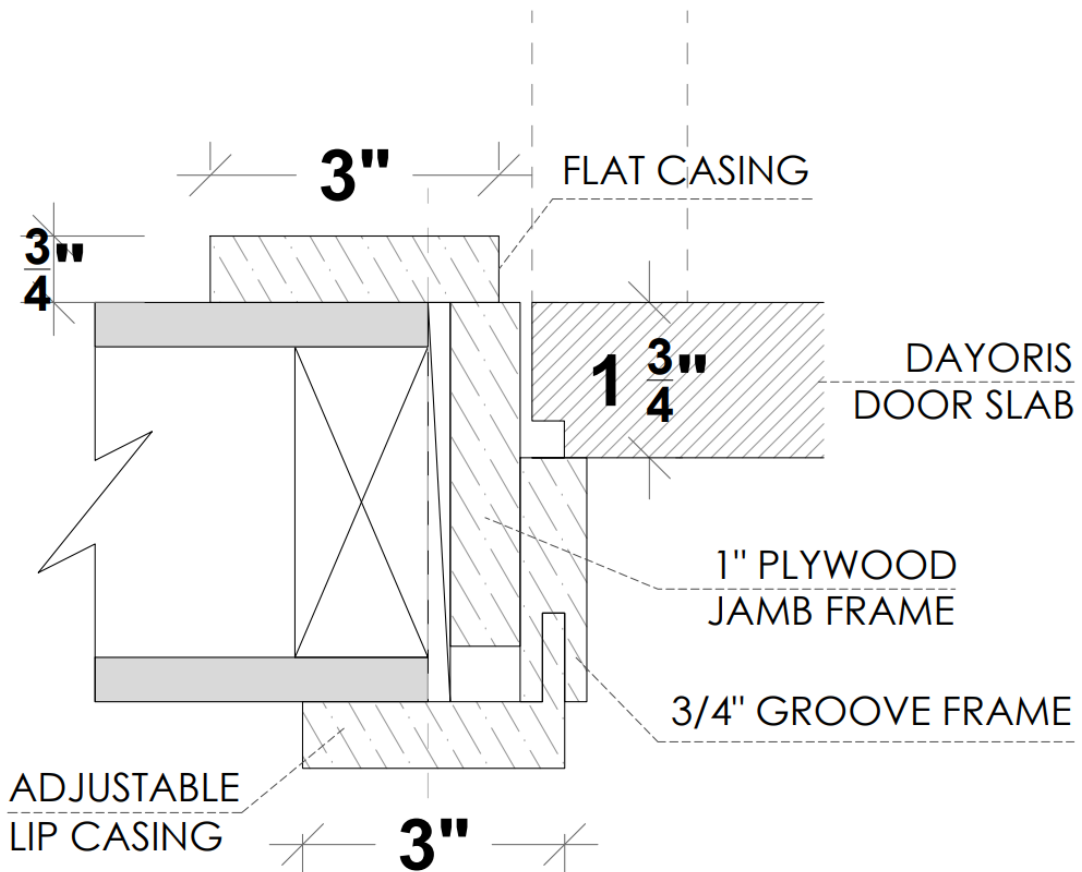 3"
FLAT CASING
3/4"
1 3/4"
DAYORIS
DOOR SLAB
1" PLYWOOD
JAMB FRAME
3/4" GROOVE FRAME
ADJUSTABLE
LIP CASING
3"